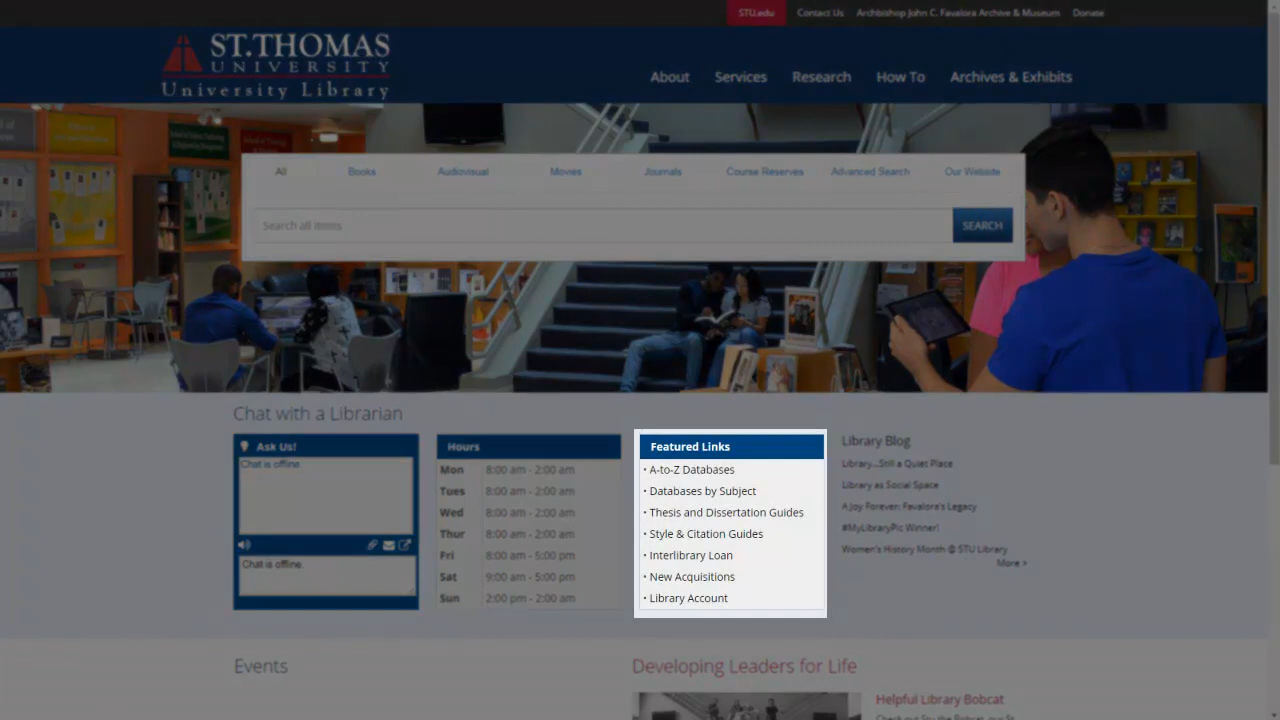 STU.edu Contact Us Archbishop John C. Favalora Archive & Museum Donate
ST.THOMAS
UNIVERSITY
University Library
About Services Research How To Archives & Exhibits
All Books Audiovisual Movies Journals Course Reserves Advanced Search Our Website
Search all items SEARCH
Chat with a Librarian
Ask Us!
Chat is offline.
Chat is offline.
Hours
Mon 8:00 am - 2:00 am
Tues 8:00 am - 2:00 am
Wed 8:00 am - 2:00 am
Thur 8:00 am - 2:00 am
Fri 8:00 am - 5:00 pm
Sat 9:00 am - 5:00 pm
Sun 2:00 pm - 2:00 am
Featured Links
• A-to-Z Databases
• Databases by Subject
• Thesis and Dissertation Guides
• Style & Citation Guides
• Interlibrary Loan
• New Acquisitions
• Library Account
Library Blog
Library...Still a Quiet Place
Library as Social Space
A Joy Forever: Favalora's Legacy
#MyLibraryPic Winner!
Women's History Month @ STU Library
More >
Events
Developing Leaders for Life
Helpful Library Bobcat